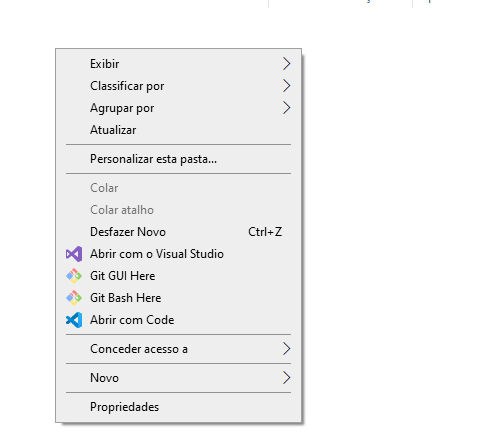 Exibir
Classificar por
Agrupar por
Atualizar
Personalizar esta pasta...
Colar
Colar atalho
Desfazer Novo Ctrl+Z
Abrir com o Visual Studio
Git GUI Here
Git Bash Here
Abrir com Code
Conceder acesso a
Novo
Propriedades